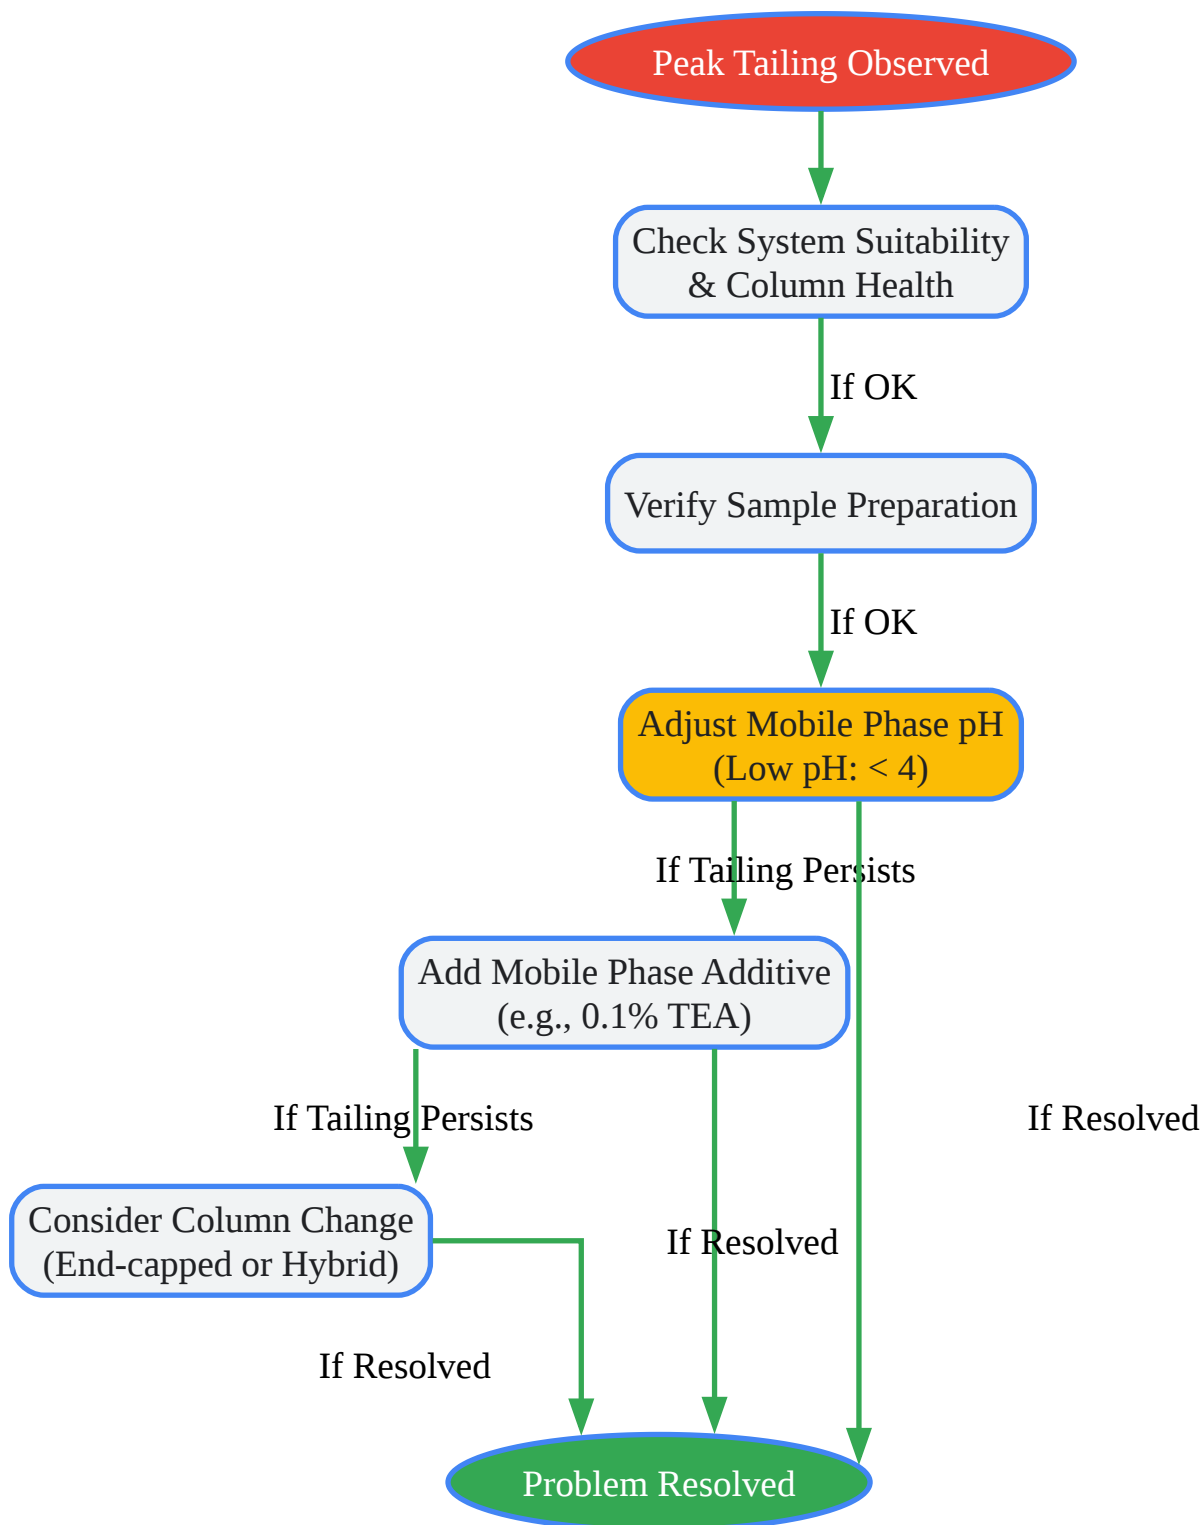 Peak Tailing Observed
Check System Suitability
& Column Health
If OK
Verify Sample Preparation
If OK
Adjust Mobile Phase pH
(Low pH: < 4)
If Tailing Persists
Add Mobile Phase Additive
(e.g., 0.1% TEA)
If Tailing Persists
If Resolved
Consider Column Change
(End-capped or Hybrid)
If Resolved
If Resolved
Problem Resolved